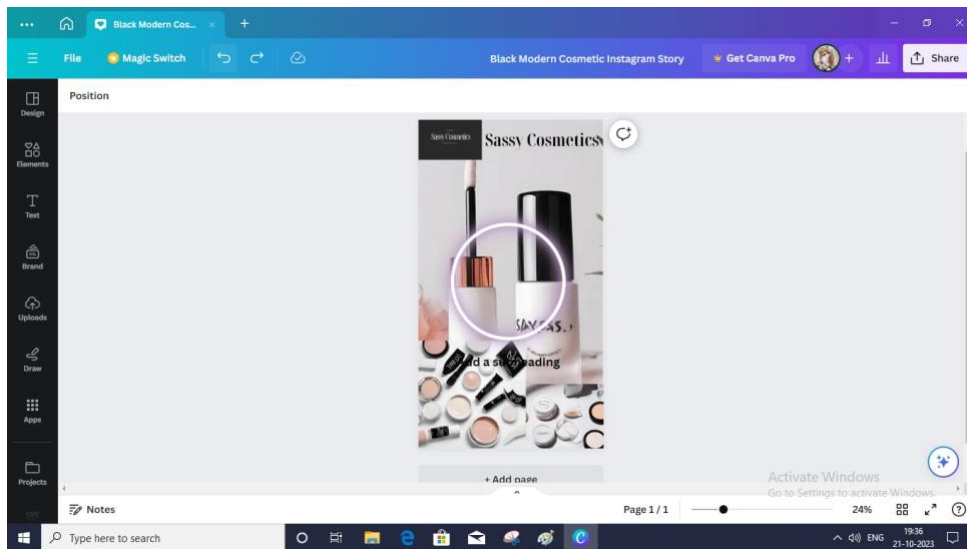 Black Modern Cos...
File
Magic Switch
Black Modern Cosmetic Instagram Story
Get Canva Pro
Share
Design
Position
Elements
Text
Brand
Uploads
Draw
Apps
Projects
Sassy Cosmetics
Sassy Cosmetics
d a su
eading
+ Add page
Activate Windows
Go to Settings to activate Windows.
Notes
Page 1 / 1
24%
Type here to search
ENG
19:36
21-10-2023